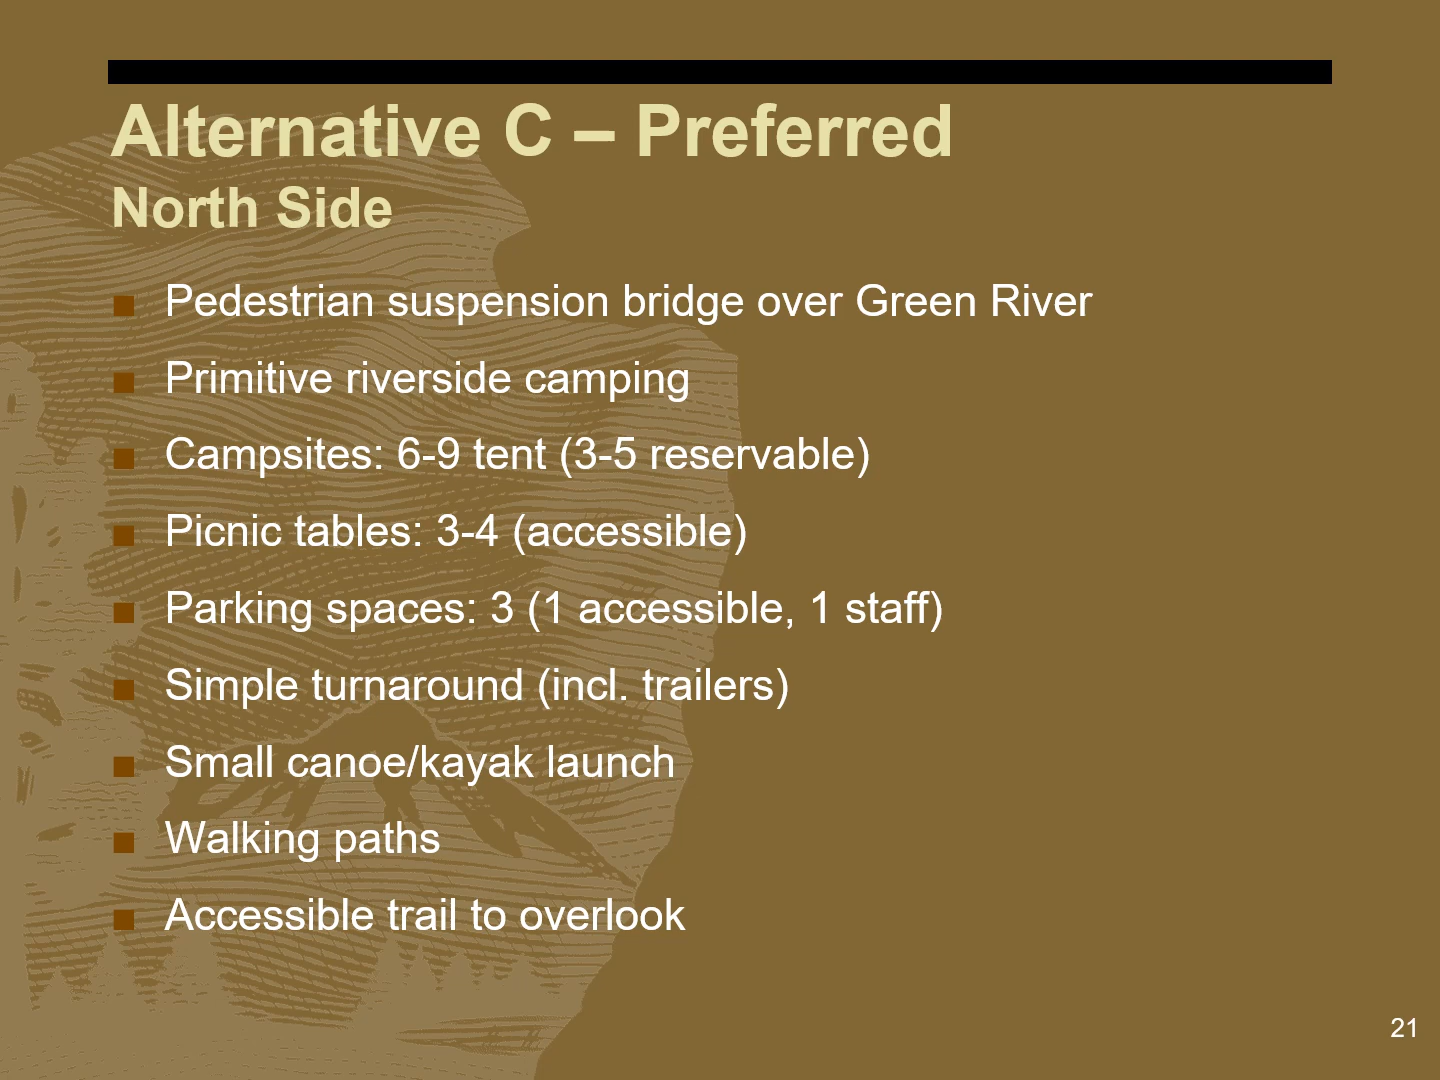 Alternative C – Preferred
North Side
■ Pedestrian suspension bridge over Green River
■ Primitive riverside camping
■ Campsites: 6-9 tent (3-5 reservable)
■ Picnic tables: 3-4 (accessible)
■ Parking spaces: 3 (1 accessible, 1 staff)
■ Simple turnaround (incl. trailers)
■ Small canoe/kayak launch
■ Walking paths
■ Accessible trail to overlook
21